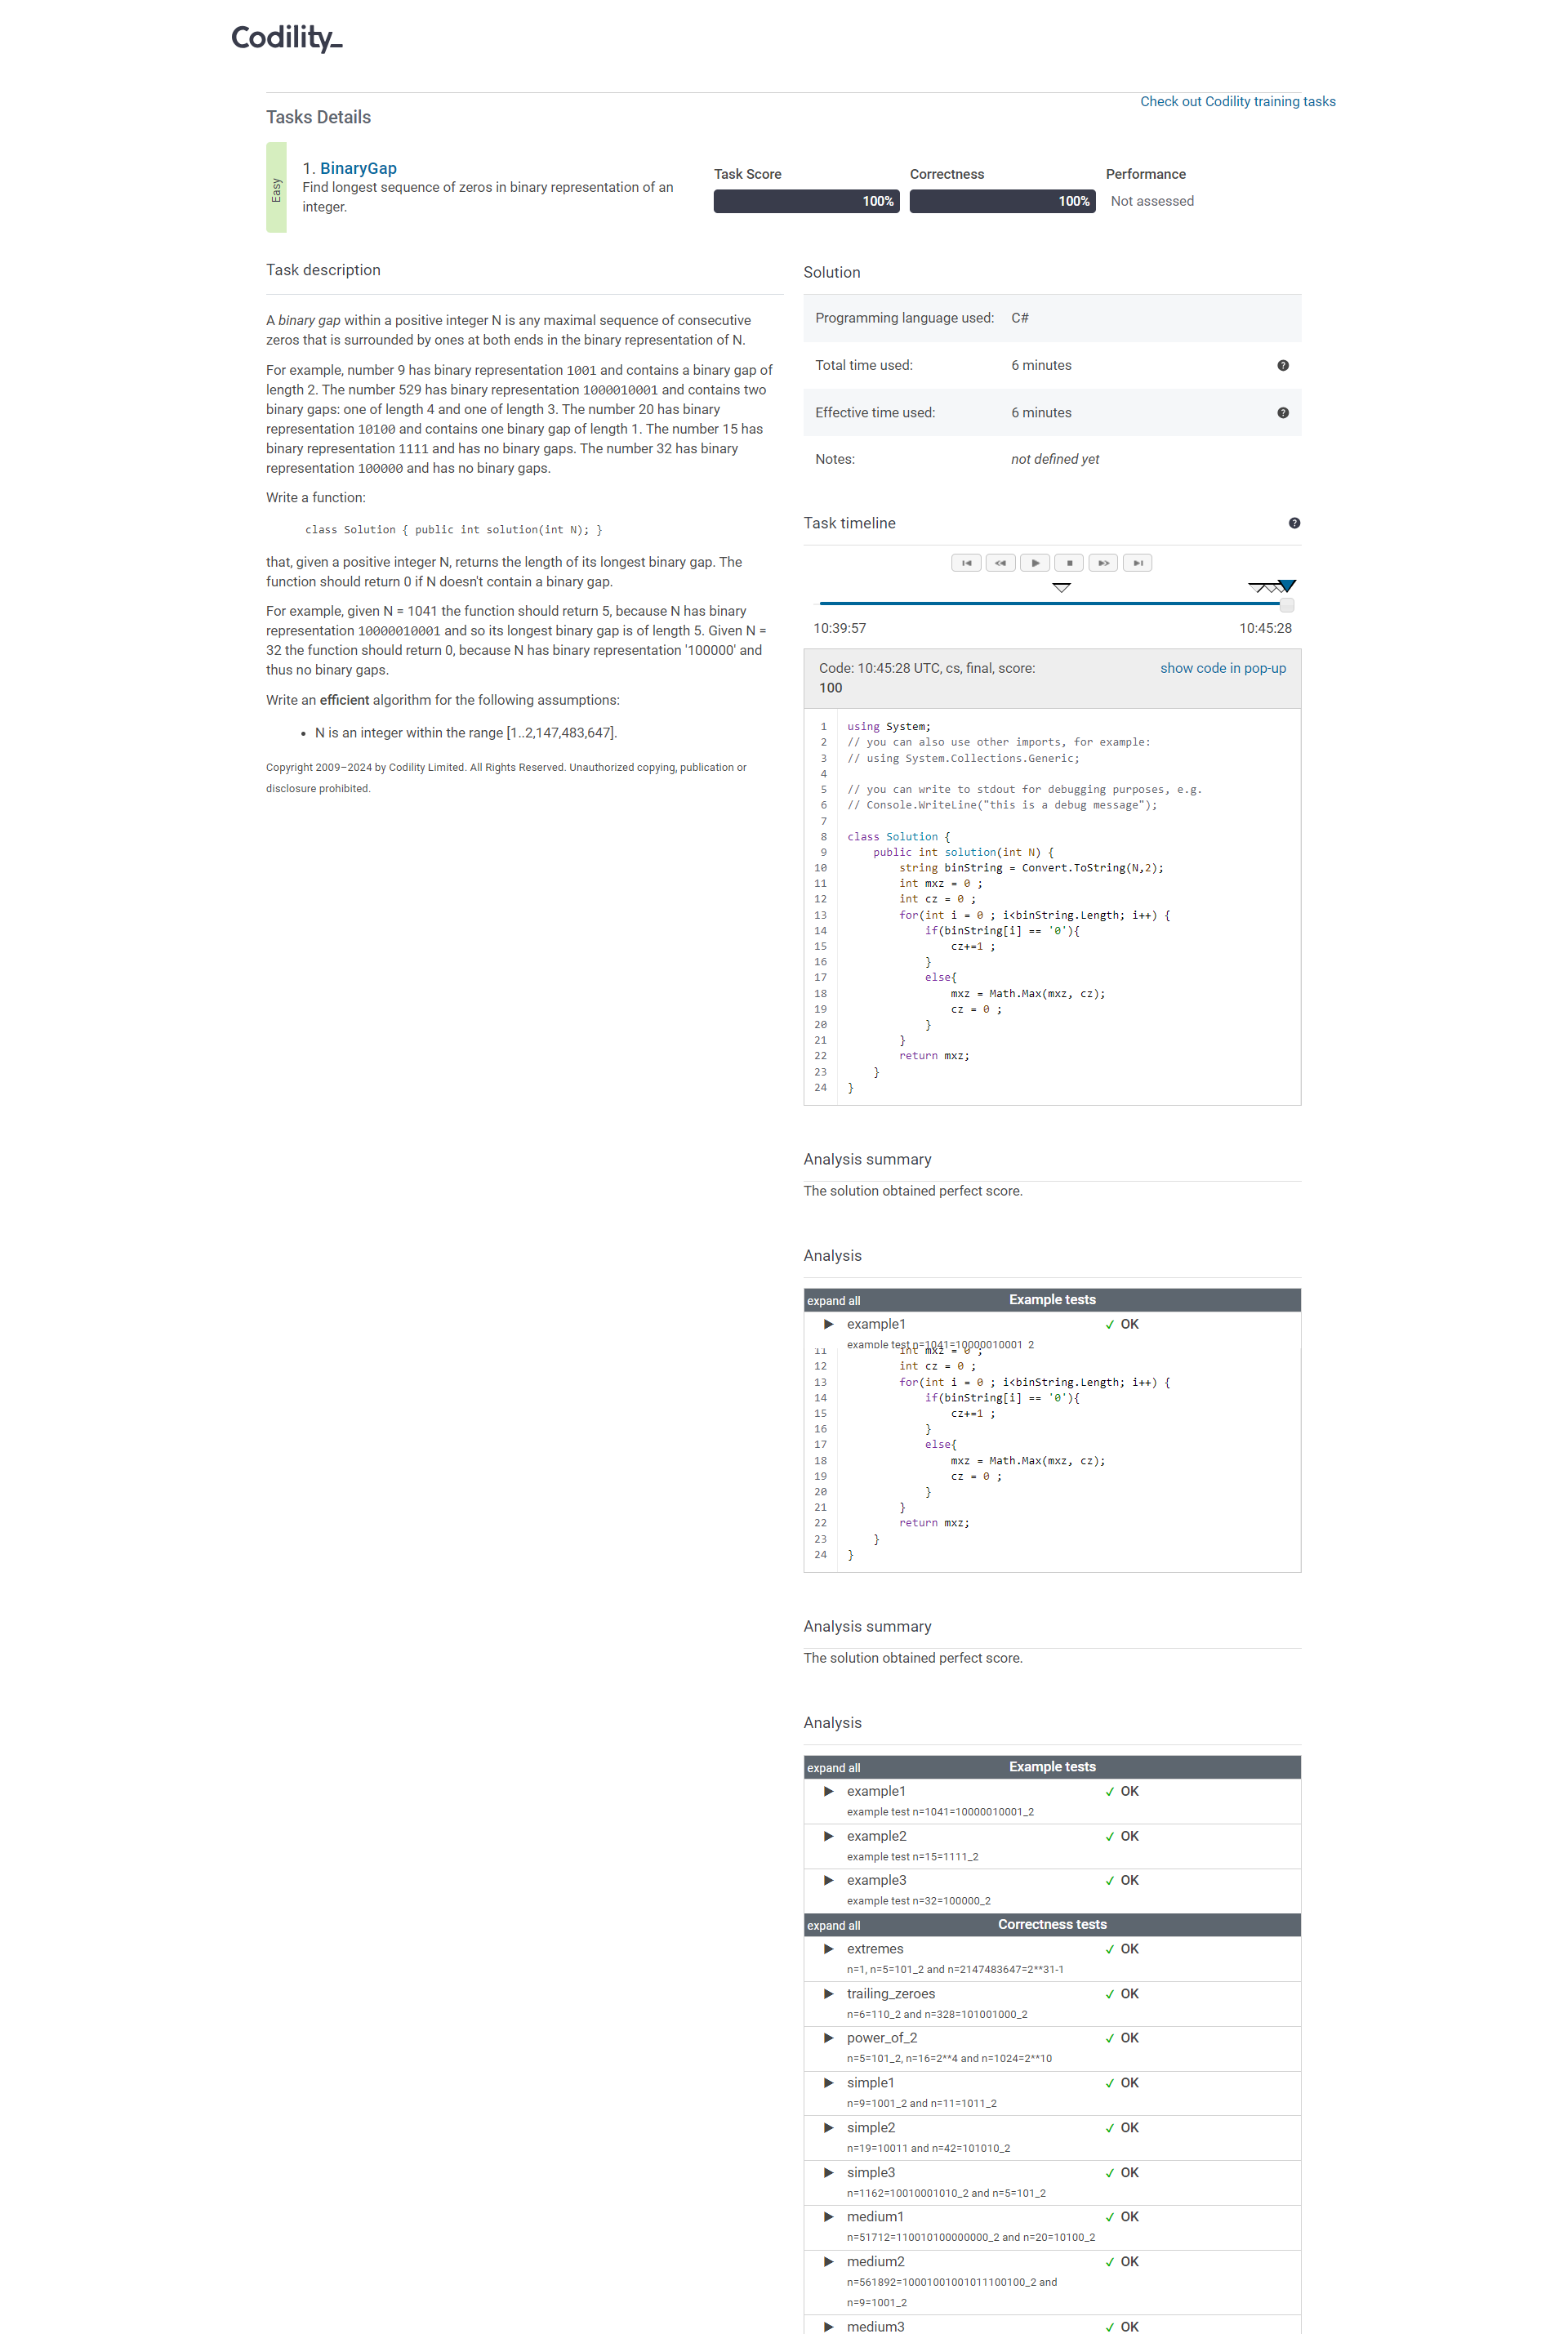 Codility_
Check out Codility training tasks
Tasks Details
Easy
1. BinaryGap
Find longest sequence of zeros in binary representation of an
integer.
Task Score
100%
Correctness
100%
Performance
Not assessed
Task description
A binary gap within a positive integer N is any maximal sequence of consecutive
zeros that is surrounded by ones at both ends in the binary representation of N.
For example, number 9 has binary representation 1001 and contains a binary gap of
length 2. The number 529 has binary representation 1000010001 and contains two
binary gaps: one of length 4 and one of length 3. The number 20 has binary
representation 10100 and contains one binary gap of length 1. The number 15 has
binary representation 1111 and has no binary gaps. The number 32 has binary
representation 100000 and has no binary gaps.
Write a function:
class Solution { public int solution(int N); }
that, given a positive integer N, returns the length of its longest binary gap. The
function should return 0 if N doesn't contain a binary gap.
For example, given N = 1041 the function should return 5, because N has binary
representation 10000010001 and so its longest binary gap is of length 5. Given N =
32 the function should return 0, because N has binary representation '100000' and
thus no binary gaps.
Write an efficient algorithm for the following assumptions:
• N is an integer within the range [1..2,147,483,647].
Copyright 2009–2024 by Codility Limited. All Rights Reserved. Unauthorized copying, publication or
disclosure prohibited.
Solution
Programming language used: C#
Total time used: 6 minutes ?
Effective time used: 6 minutes ?
Notes: not defined yet
Task timeline ?
10:39:57 10:45:28
Code: 10:45:28 UTC, cs, final, score:
100
show code in pop-up
1 using System;
2 // you can also use other imports, for example:
3 // using System.Collections.Generic;
4
5 // you can write to stdout for debugging purposes, e.g.
6 // Console.WriteLine("this is a debug message");
7
8 class Solution {
9 public int solution(int N) {
10 string binString = Convert.ToString(N,2);
11 int mxz = 0 ;
12 int cz = 0 ;
13 for(int i = 0 ; i<binString.Length; i++) {
14 if(binString[i] == '0'){
15 cz+=1 ;
16 }
17 else{
18 mxz = Math.Max(mxz, cz);
19 cz = 0 ;
20 }
21 }
22 return mxz;
23 }
24 }
Analysis summary
The solution obtained perfect score.
Analysis
expand all Example tests
▶ example1 ✓ OK
example test n=1041=10000010001_2
11 int mxz = 0 ;
12 int cz = 0 ;
13 for(int i = 0 ; i<binString.Length; i++) {
14 if(binString[i] == '0'){
15 cz+=1 ;
16 }
17 else{
18 mxz = Math.Max(mxz, cz);
19 cz = 0 ;
20 }
21 }
22 return mxz;
23 }
24 }
Analysis summary
The solution obtained perfect score.
Analysis
expand all Example tests
▶ example1 ✓ OK
example test n=1041=10000010001_2
▶ example2 ✓ OK
example test n=15=1111_2
▶ example3 ✓ OK
example test n=32=100000_2
expand all Correctness tests
▶ extremes ✓ OK
n=1, n=5=101_2 and n=2147483647=2**31-1
▶ trailing_zeroes ✓ OK
n=6=110_2 and n=328=101001000_2
▶ power_of_2 ✓ OK
n=5=101_2, n=16=2**4 and n=1024=2**10
▶ simple1 ✓ OK
n=9=1001_2 and n=11=1011_2
▶ simple2 ✓ OK
n=19=10011 and n=42=101010_2
▶ simple3 ✓ OK
n=1162=10010001010_2 and n=5=101_2
▶ medium1 ✓ OK
n=51712=110010100000000_2 and n=20=10100_2
▶ medium2 ✓ OK
n=561892=10001001001011100100_2 and
n=9=1001_2
▶ medium3 ✓ OK